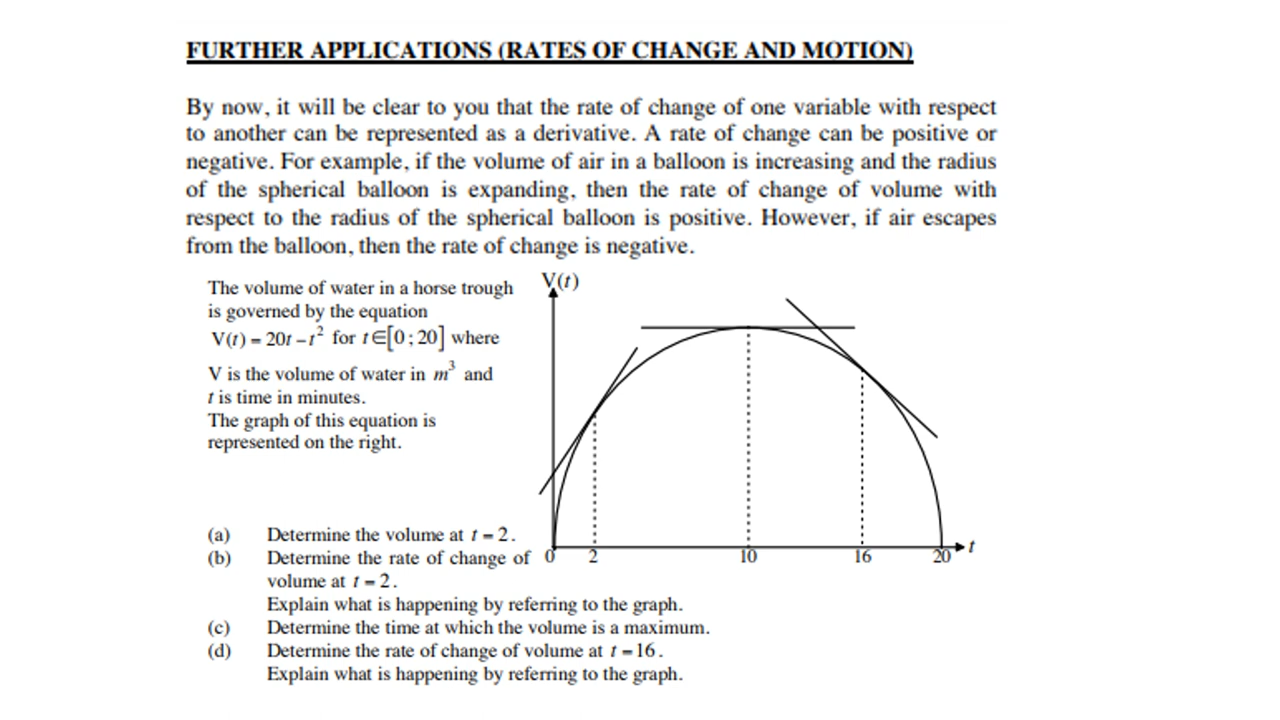 FURTHER APPLICATIONS (RATES OF CHANGE AND MOTION)
By now, it will be clear to you that the rate of change of one variable with respect
to another can be represented as a derivative. A rate of change can be positive or
negative. For example, if the volume of air in a balloon is increasing and the radius
of the spherical balloon is expanding, then the rate of change of volume with
respect to the radius of the spherical balloon is positive. However, if air escapes
from the balloon, then the rate of change is negative.
The volume of water in a horse trough
is governed by the equation
V(t) = 20t − t² for t∈[0 ; 20] where
V is the volume of water in m³ and
t is time in minutes.
The graph of this equation is
represented on the right.
V(t)
0 2 10 16 20 t
(a) Determine the volume at t = 2.
(b) Determine the rate of change of
volume at t = 2.
Explain what is happening by referring to the graph.
(c) Determine the time at which the volume is a maximum.
(d) Determine the rate of change of volume at t = 16.
Explain what is happening by referring to the graph.